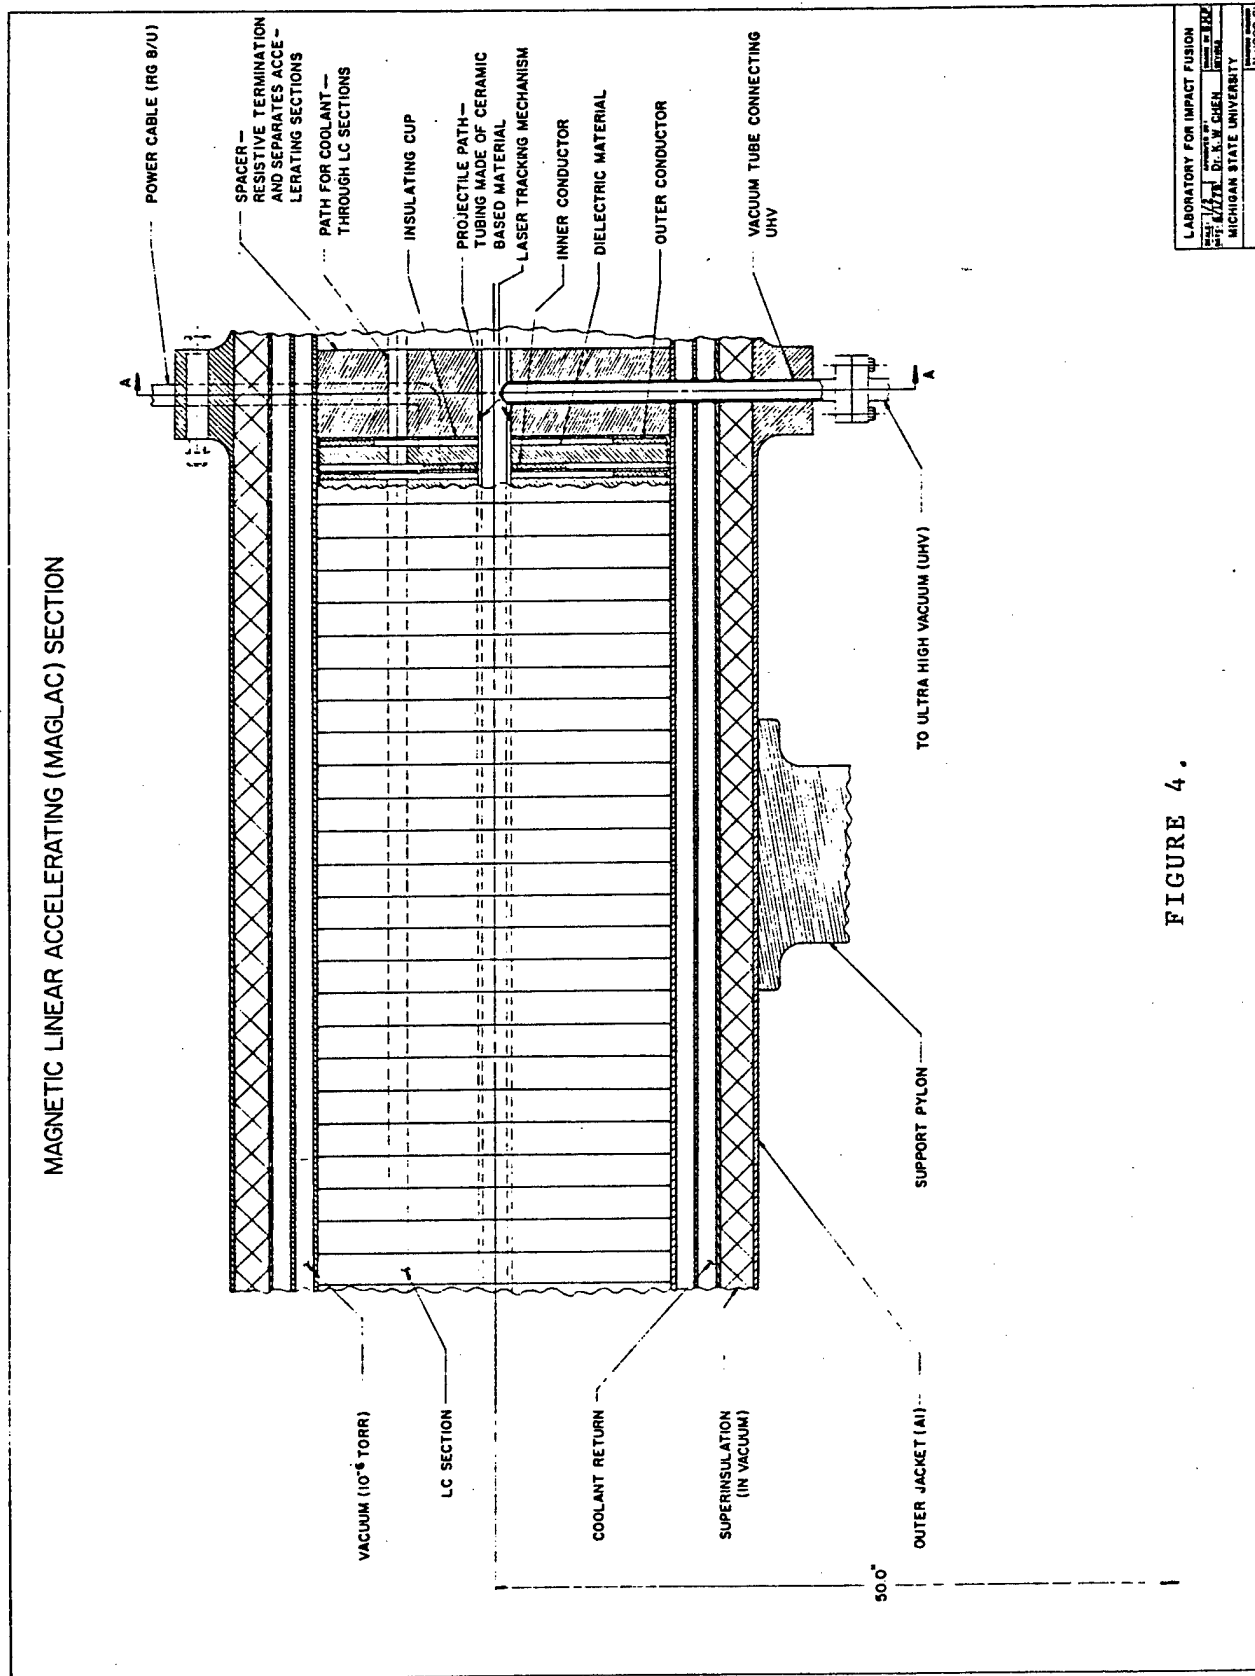 MAGNETIC LINEAR ACCELERATING (MAGLAC) SECTION
POWER CABLE (RG 8/U)
SPACER—
RESISTIVE TERMINATION
AND SEPARATES ACCE-
LERATING SECTIONS
PATH FOR COOLANT—
THROUGH LC SECTIONS
INSULATING CUP
PROJECTILE PATH—
TUBING MADE OF CERAMIC
BASED MATERIAL
LASER TRACKING MECHANISM
INNER CONDUCTOR
DIELECTRIC MATERIAL
OUTER CONDUCTOR
VACUUM TUBE CONNECTING
UHV
A
A
VACUUM (10⁻⁶ TORR)
LC SECTION
COOLANT RETURN
SUPERINSULATION
(IN VACUUM)
OUTER JACKET (Al)
SUPPORT PYLON
TO ULTRA HIGH VACUUM (UHV)
50.0"
LABORATORY FOR IMPACT FUSION
SCALE: 1/2
DATE:
Dr. K. W. CHEN
MICHIGAN STATE UNIVERSITY
FIGURE 4.